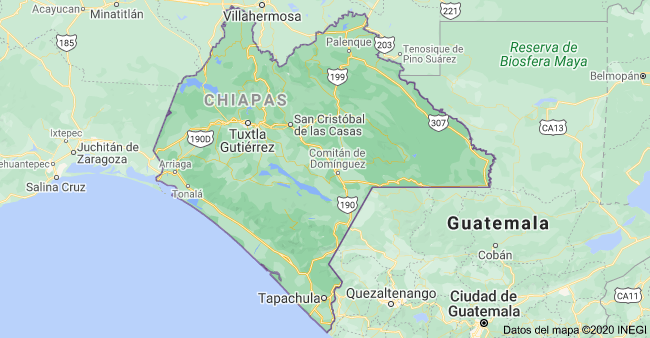 Acayucan
Minatitlán
Villahermosa
221
185
203
Palenque
Tenosique de
Pino Suárez
Reserva de
Biosfera Maya
Belmopán
199
CHIAPAS
San Cristóbal
de las Casas
307
CA13
Ixtepec
190D
Tuxtla
Gutiérrez
Juchitán de
Zaragoza
Comitán de
Domínguez
Tehuantepec
Arriaga
Salina Cruz
Tonalá
190
Guatemala
Cobán
Tapachula
Quezaltenango
Ciudad de
Guatemala
CA11
Datos del mapa ©2020 INEGI